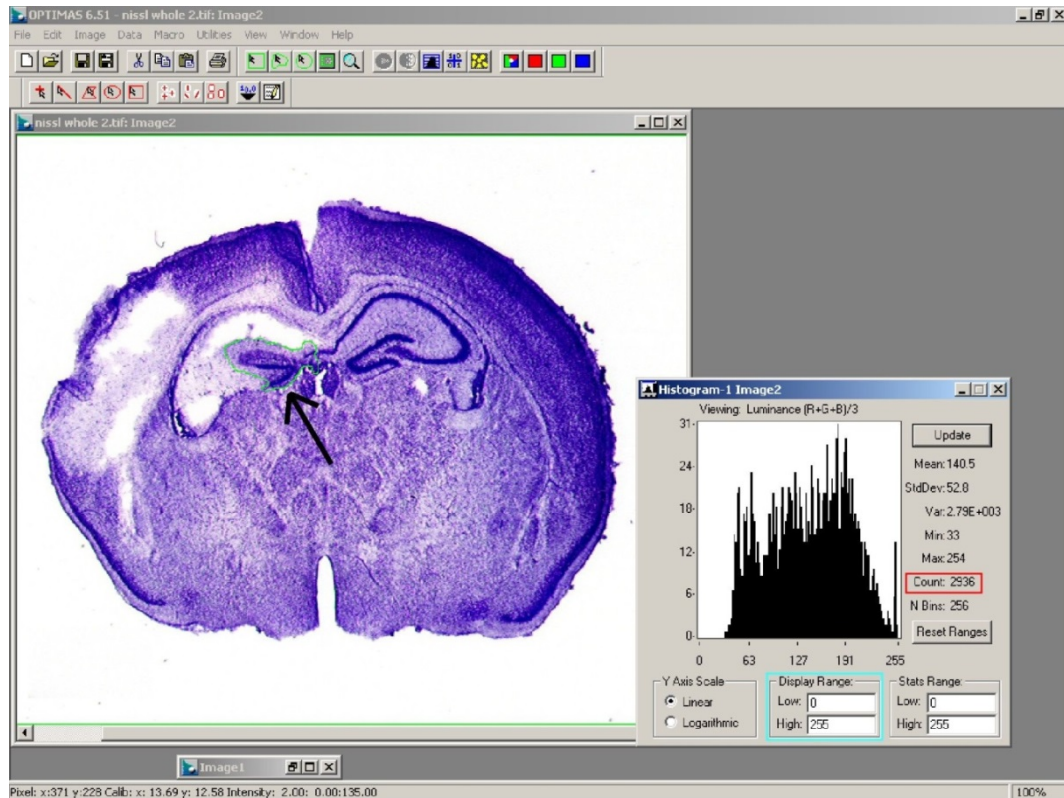 OPTIMAS 6.51 - nissl whole 2.tif: Image2
File Edit Image Data Macro Utilities View Window Help
nissl whole 2.tif: Image2
Histogram-1 Image2
Viewing: Luminance (R+G+B)/3
31
24
18
12
6
0
0 63 127 191 255
Update
Mean: 140.5
StdDev: 52.8
Var: 2.79E+003
Min: 33
Max: 254
Count: 2936
N Bins: 256
Reset Ranges
Y Axis Scale
Linear
Logarithmic
Display Range:
Low: 0
High: 255
Stats Range:
Low: 0
High: 255
Image1
Pixel: x:371 y:228 Calib: x: 13.69 y: 12.58 Intensity: 2.00: 0.00:135.00
100%